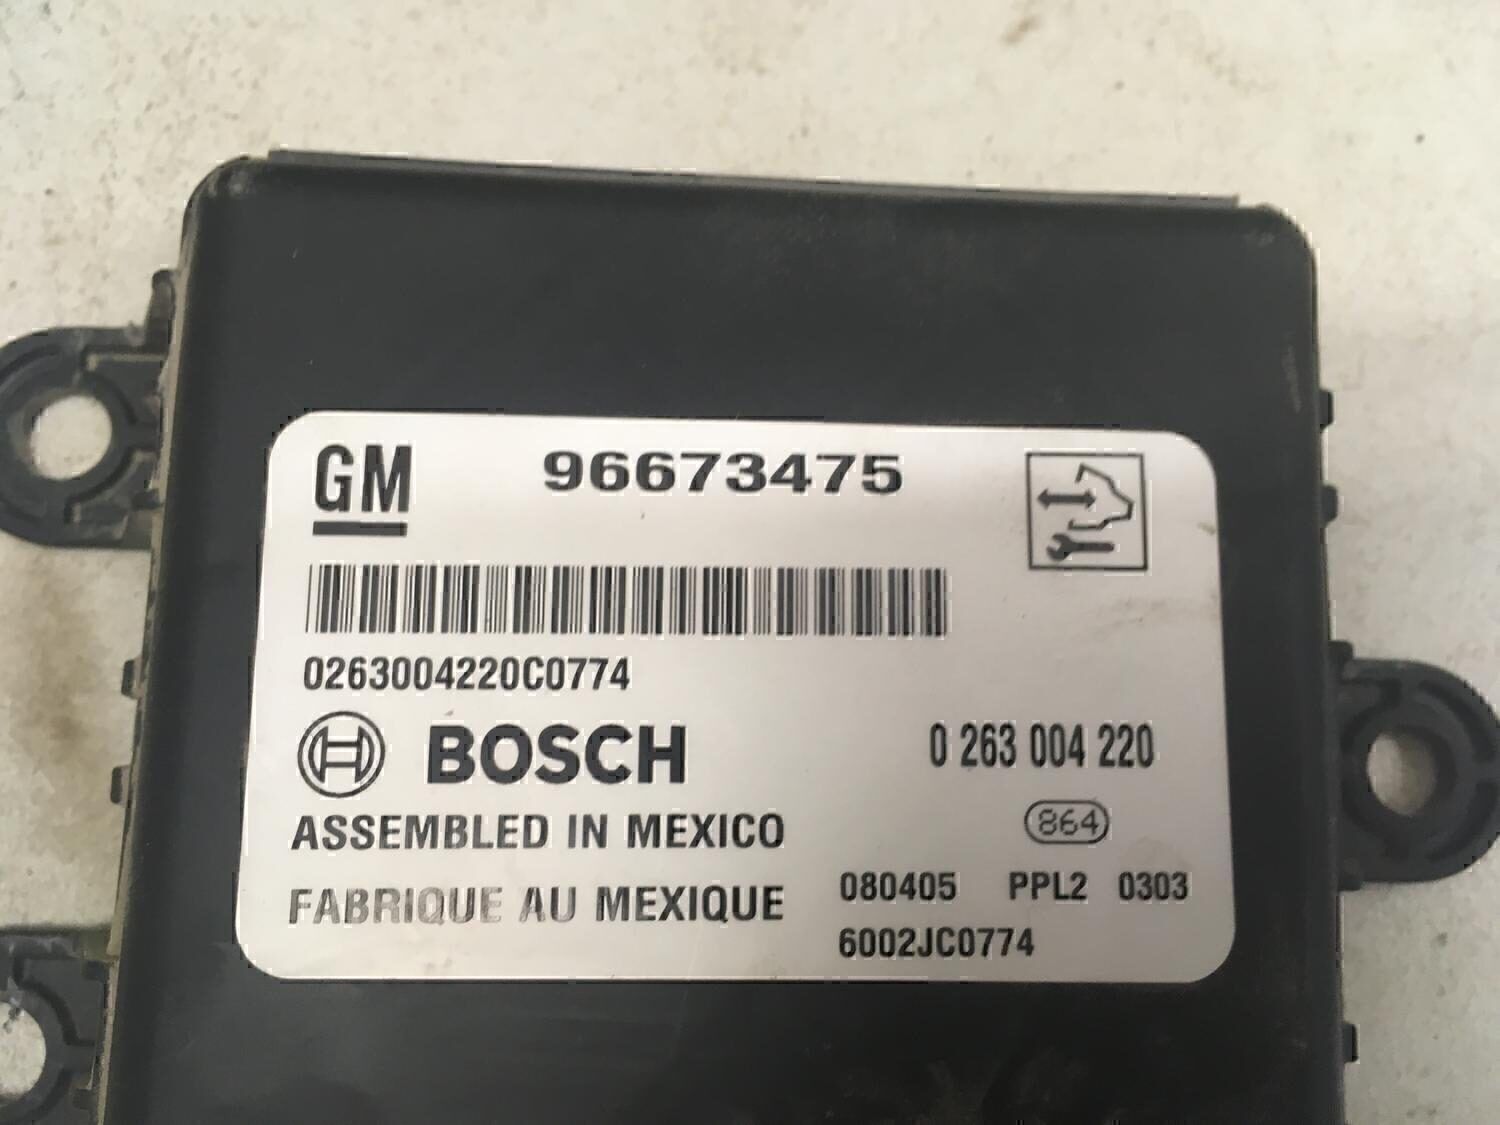 GM 96673475
0263004220C0774
BOSCH 0 263 004 220
ASSEMBLED IN MEXICO 864
FABRIQUE AU MEXIQUE 080405 PPL2 0303
6002JC0774